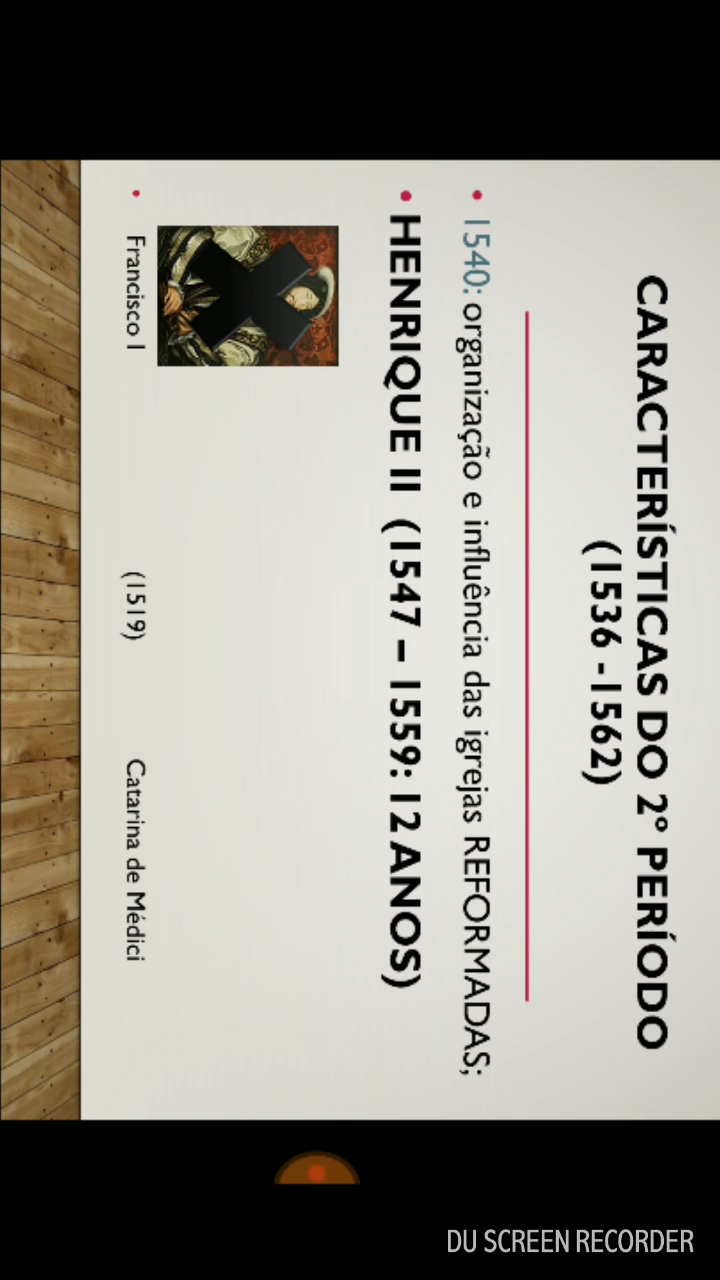 CARACTERÍSTICAS DO 2º PERÍODO
(1536 -1562)
• 1540: organização e influência das igrejas REFORMADAS;
• HENRIQUE II (1547 – 1559: 12 ANOS)
• Francisco I (1519) Catarina de Médici
DU SCREEN RECORDER